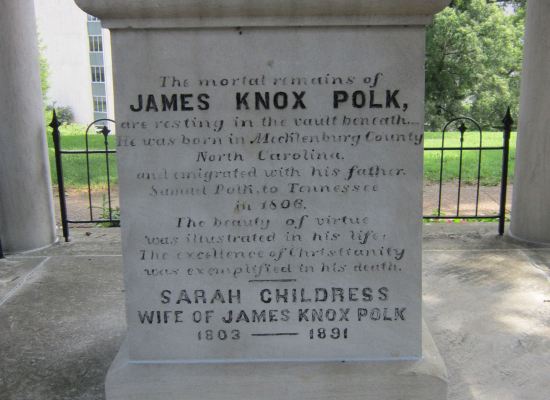 The mortal remains of
JAMES KNOX POLK,
are resting in the vault beneath...
He was born in Mecklenburg County
North Carolina.
and emigrated with his father.
Samuel Polk, to Tennessee
in 1806.
The beauty of virtue
was illustrated in his life,
The excellence of Christianity
was exemplified in his death.
SARAH CHILDRESS
WIFE OF JAMES KNOX POLK
1803 — 1891